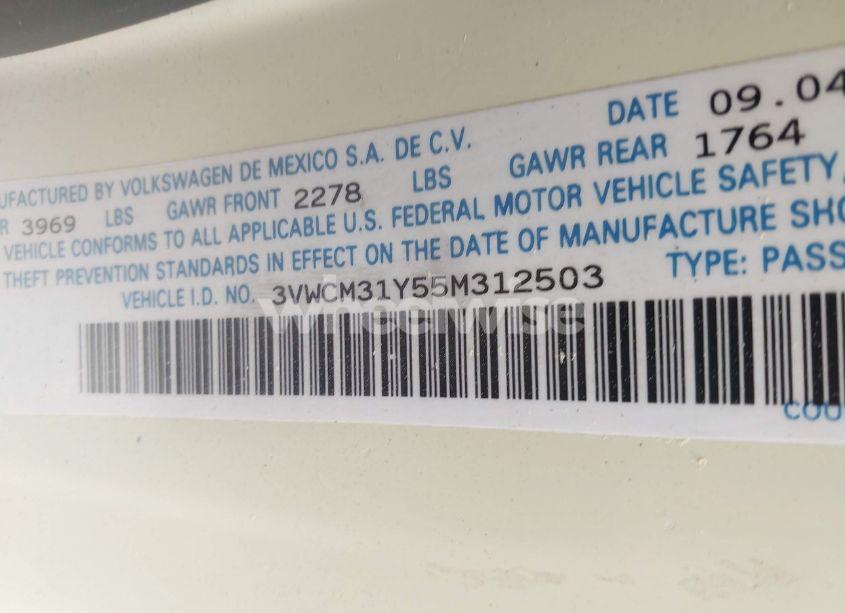 DATE 09.04
UFACTURED BY VOLKSWAGEN DE MEXICO S.A. DE C.V.
R 3969 LBS GAWR FRONT 2278 LBS GAWR REAR 1764
VEHICLE CONFORMS TO ALL APPLICABLE U.S. FEDERAL MOTOR VEHICLE SAFETY,
THEFT PREVENTION STANDARDS IN EFFECT ON THE DATE OF MANUFACTURE SHO
VEHICLE I.D. NO. 3VWCM31Y55M312503 TYPE: PASS
wheelwise
COU